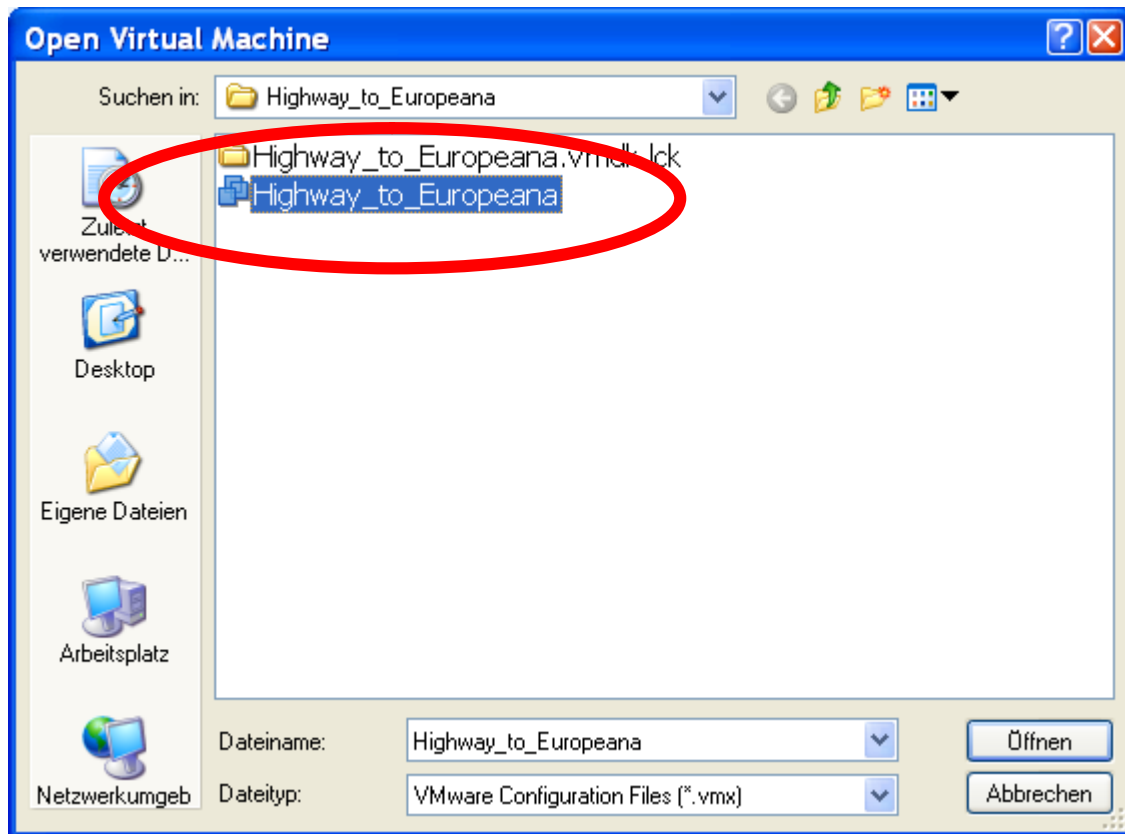 Open Virtual Machine
Suchen in:
Highway_to_Europeana
Highway_to_Europeana.vmdk.lck
Highway_to_Europeana
Zuletzt
verwendete D...
Desktop
Eigene Dateien
Arbeitsplatz
Netzwerkumgeb
Dateiname:
Highway_to_Europeana
Öffnen
Dateityp:
VMware Configuration Files (*.vmx)
Abbrechen